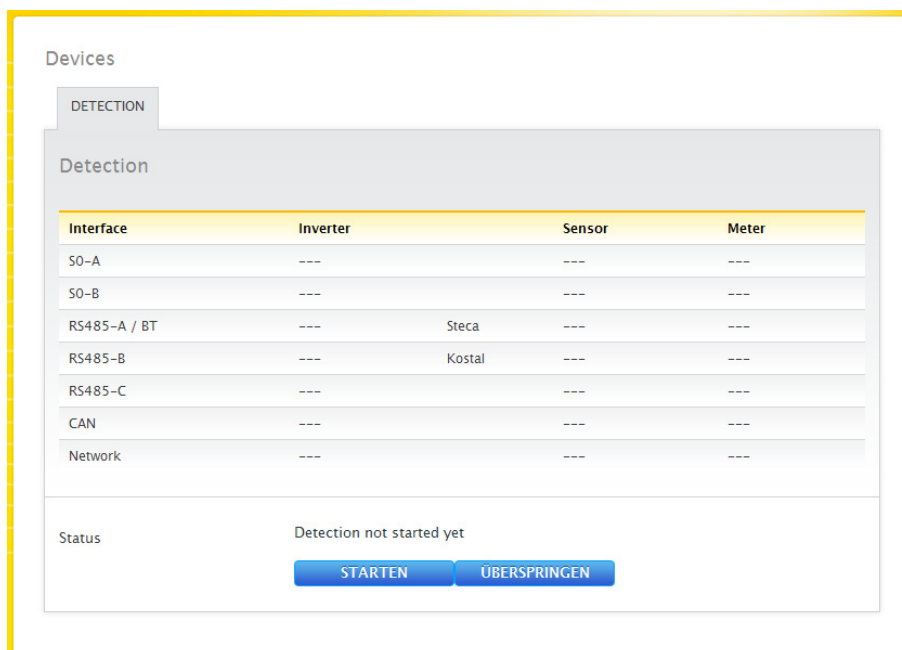 Devices
DETECTION
Detection
Interface Inverter Sensor Meter
S0-A --- --- ---
S0-B --- --- ---
RS485-A / BT --- Steca --- ---
RS485-B --- Kostal --- ---
RS485-C --- --- ---
CAN --- --- ---
Network --- --- ---
Status Detection not started yet
STARTEN ÜBERSPRINGEN